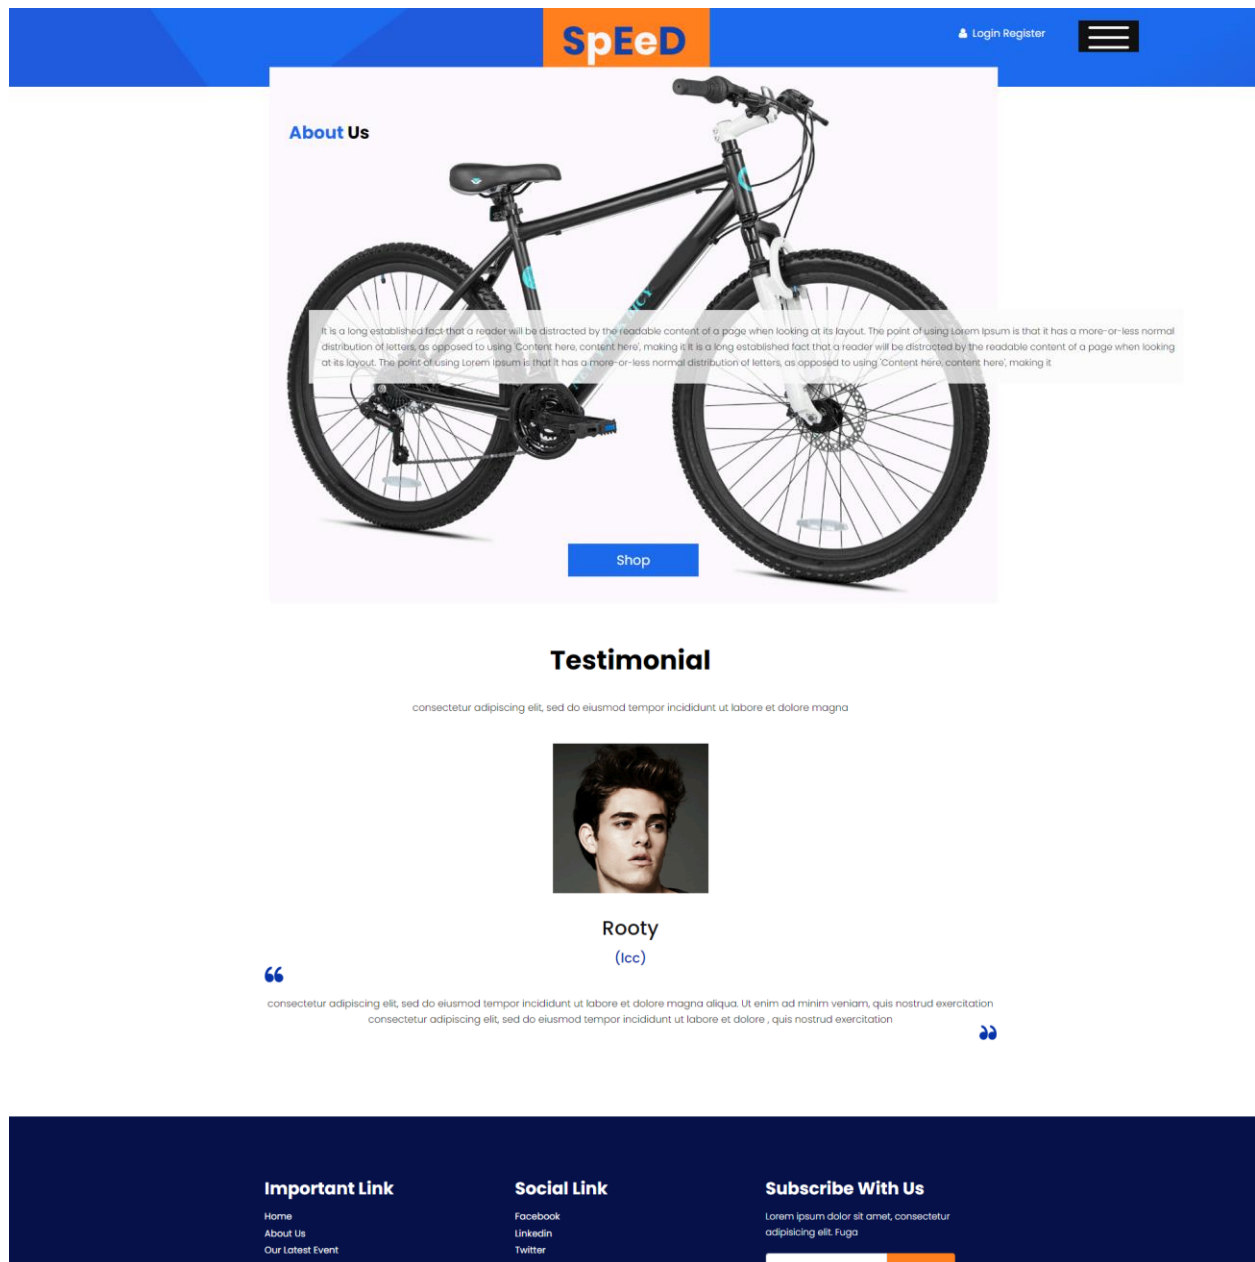 SpEeD
Login Register
About Us
It is a long established fact that a reader will be distracted by the readable content of a page when looking at its layout. The point of using Lorem Ipsum is that it has a more-or-less normal
distribution of letters, as opposed to using 'Content here, content here', making it It is a long established fact that a reader will be distracted by the readable content of a page when looking
at its layout. The point of using Lorem Ipsum is that it has a more-or-less normal distribution of letters, as opposed to using 'Content here, content here', making it
Shop
Testimonial
consectetur adipiscing elit, sed do eiusmod tempor incididunt ut labore et dolore magna
Rooty
(Icc)
❝
consectetur adipiscing elit, sed do eiusmod tempor incididunt ut labore et dolore magna aliqua. Ut enim ad minim veniam, quis nostrud exercitation
consectetur adipiscing elit, sed do eiusmod tempor incididunt ut labore et dolore , quis nostrud exercitation
❞
Important Link
Home
About Us
Our Latest Event
Social Link
Facebook
Linkedin
Twitter
Subscribe With Us
Lorem ipsum dolor sit amet, consectetur
adipisicing elit. Fuga